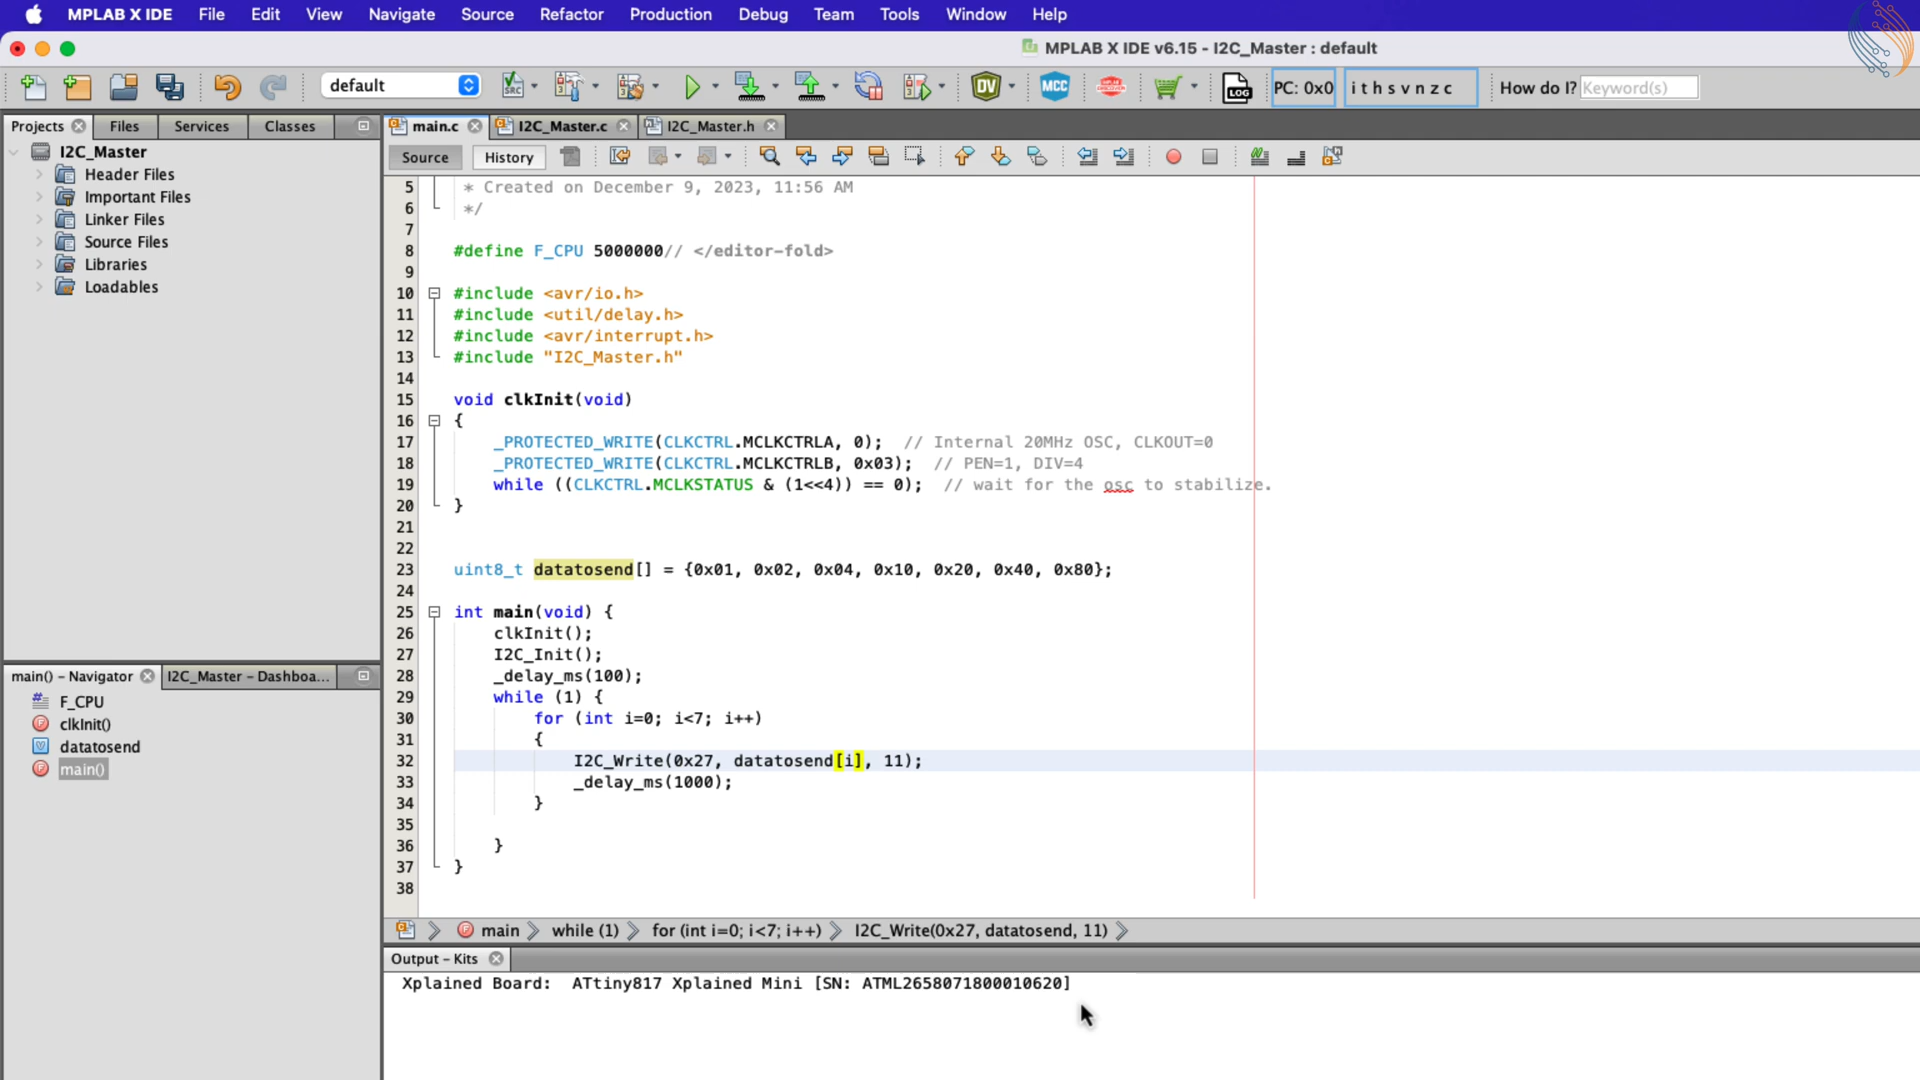 MPLAB X IDE File Edit View Navigate Source Refactor Production Debug Team Tools Window Help
MPLAB X IDE v6.15 - I2C_Master : default
default SRC DV MCC LOG PC: 0x0 i t h s v n z c How do I? Keyword(s)
Projects Files Services Classes main.c I2C_Master.c I2C_Master.h
I2C_Master
Header Files
Important Files
Linker Files
Source Files
Libraries
Loadables
Source History
5 * Created on December 9, 2023, 11:56 AM
6 */
7
8 #define F_CPU 5000000// </editor-fold>
9
10 #include <avr/io.h>
11 #include <util/delay.h>
12 #include <avr/interrupt.h>
13 #include "I2C_Master.h"
14
15 void clkInit(void)
16 {
17 _PROTECTED_WRITE(CLKCTRL.MCLKCTRLA, 0); // Internal 20MHz OSC, CLKOUT=0
18 _PROTECTED_WRITE(CLKCTRL.MCLKCTRLB, 0x03); // PEN=1, DIV=4
19 while ((CLKCTRL.MCLKSTATUS & (1<<4)) == 0); // wait for the osc to stabilize.
20 }
21
22
23 uint8_t datatosend[] = {0x01, 0x02, 0x04, 0x10, 0x20, 0x40, 0x80};
24
25 int main(void) {
26 clkInit();
27 I2C_Init();
28 _delay_ms(100);
29 while (1) {
30 for (int i=0; i<7; i++)
31 {
32 I2C_Write(0x27, datatosend[i], 11);
33 _delay_ms(1000);
34 }
35
36 }
37 }
38
main() - Navigator I2C_Master - Dashboa...
F_CPU
clkInit()
datatosend
main()
main while (1) for (int i=0; i<7; i++) I2C_Write(0x27, datatosend, 11)
Output - Kits
Xplained Board: ATtiny817 Xplained Mini [SN: ATML2658071800010620]